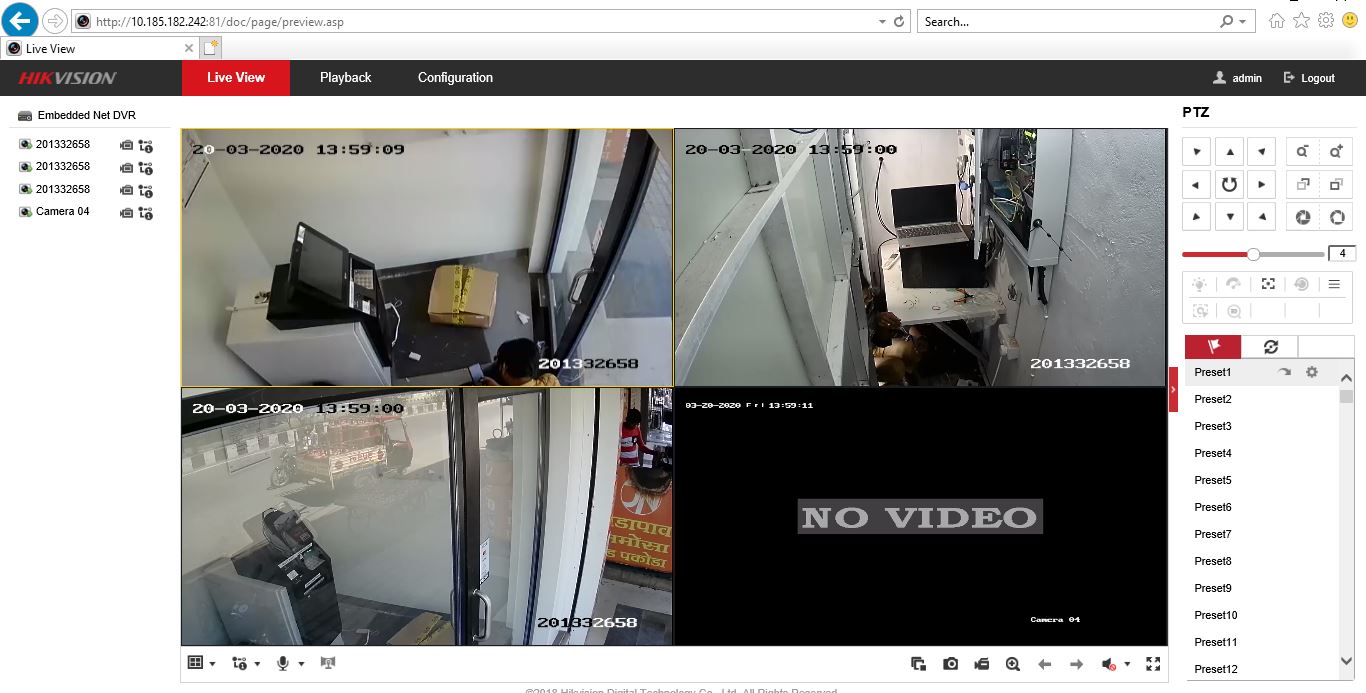 http://10.185.182.242:81/doc/page/preview.asp
Search...
Live View
HIKVISION
Live View
Playback
Configuration
admin
Logout
Embedded Net DVR
201332658
201332658
201332658
Camera 04
20-03-2020 13:59:09
201332658
20-03-2020 13:59:00
201332658
20-03-2020 13:59:00
डापाव
समोसा
पकोडा
201332658
03-20-2020 Fri 13:59:11
NO VIDEO
Camera 04
PTZ
4
Preset1
Preset2
Preset3
Preset4
Preset5
Preset6
Preset7
Preset8
Preset9
Preset10
Preset11
Preset12
©2018 Hikvision Digital Technology Co., Ltd. All Rights Reserved.